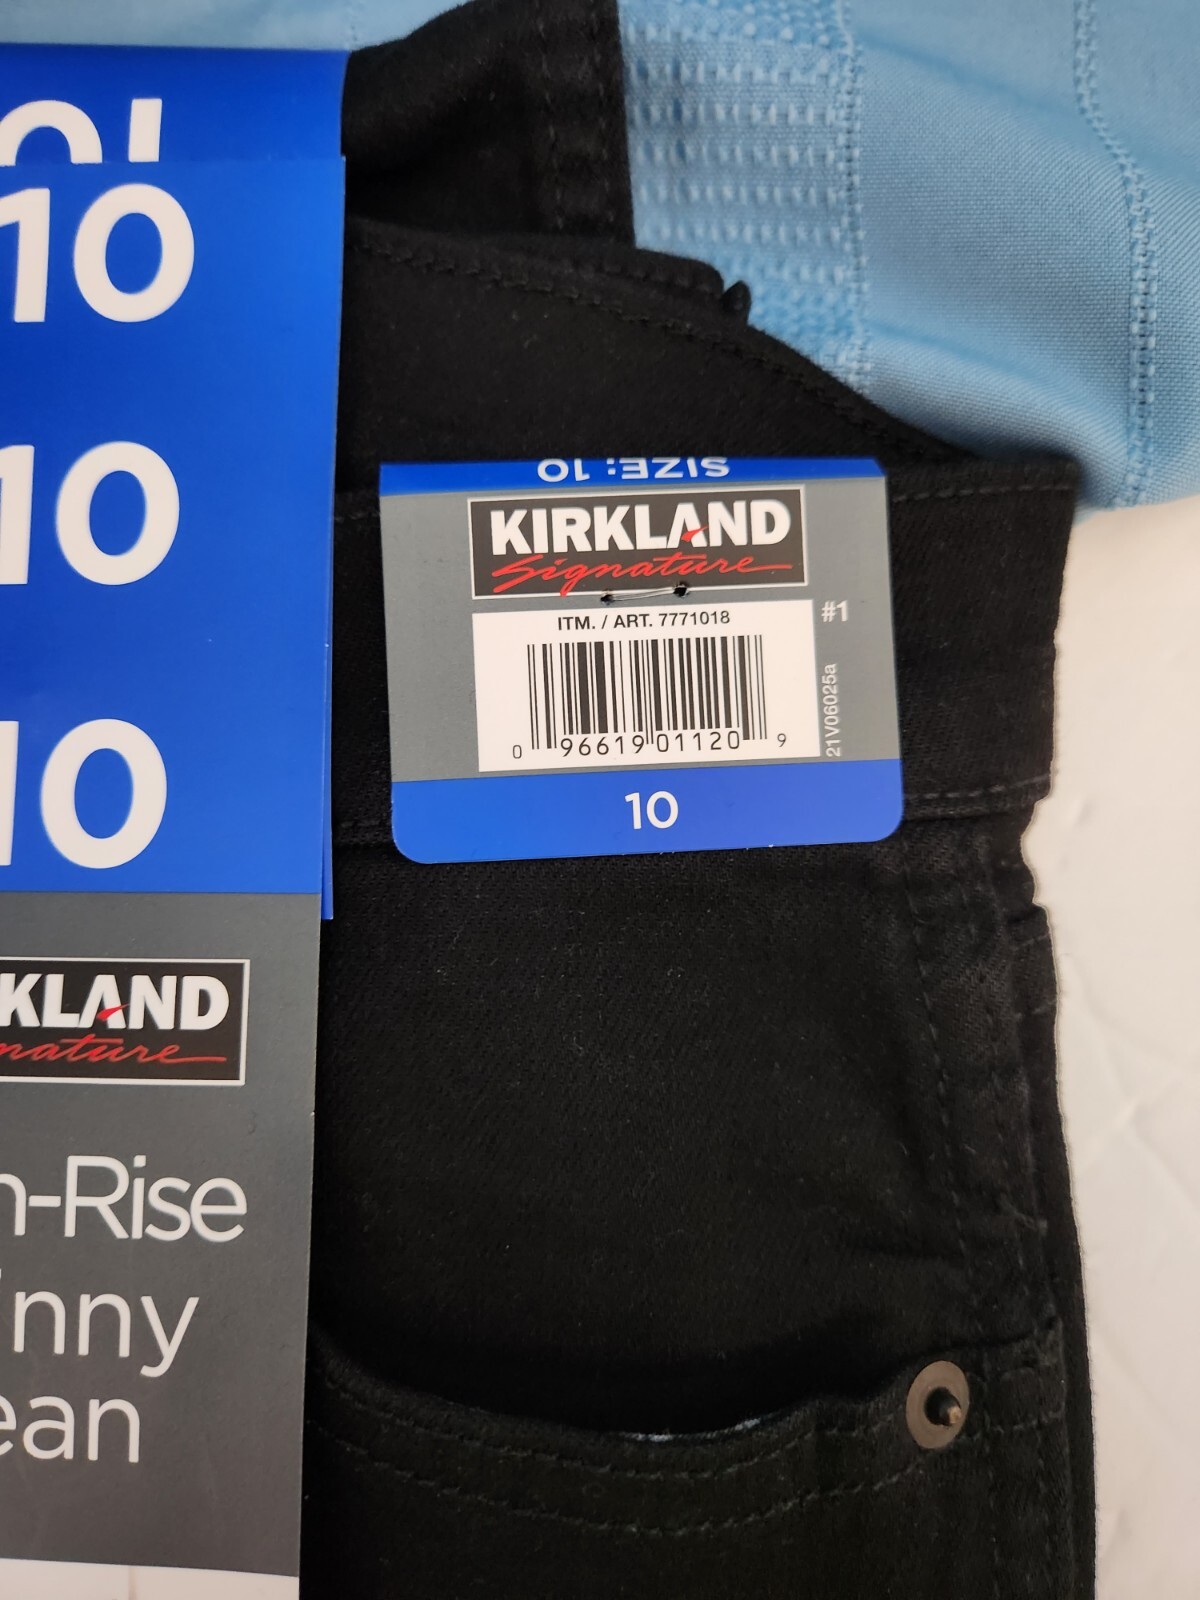 10
10
10
10
KLAND
nature
n-Rise
nny
ean
SIZE: 10
KIRKLAND
Signature
ITM. / ART. 7771018
#1
21V06025a
0 96619 01120 9
10